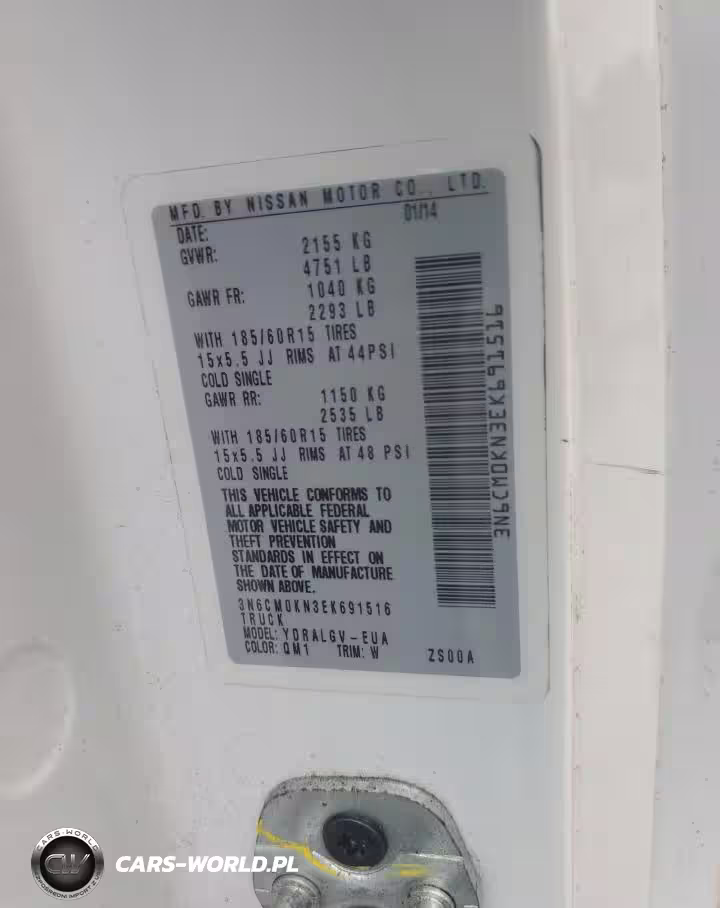 MFD. BY NISSAN MOTOR CO., LTD.
DATE: 01/14
GVWR: 2155 KG
4751 LB
GAWR FR: 1040 KG
2293 LB
WITH 185/60R15 TIRES
15x5.5 JJ RIMS AT 44PSI
COLD SINGLE
GAWR RR: 1150 KG
2535 LB
WITH 185/60R15 TIRES
15x5.5 JJ RIMS AT 48 PSI
COLD SINGLE
THIS VEHICLE CONFORMS TO
ALL APPLICABLE FEDERAL
MOTOR VEHICLE SAFETY AND
THEFT PREVENTION
STANDARDS IN EFFECT ON
THE DATE OF MANUFACTURE
SHOWN ABOVE.
3N6CM0KN3EK691516
TRUCK
MODEL: YDRALGV-EUA
COLOR: QM1 TRIM: W ZS00A
3N6CM0KN3EK691516
CARS-WORLD
CW
CARS-WORLD.PL